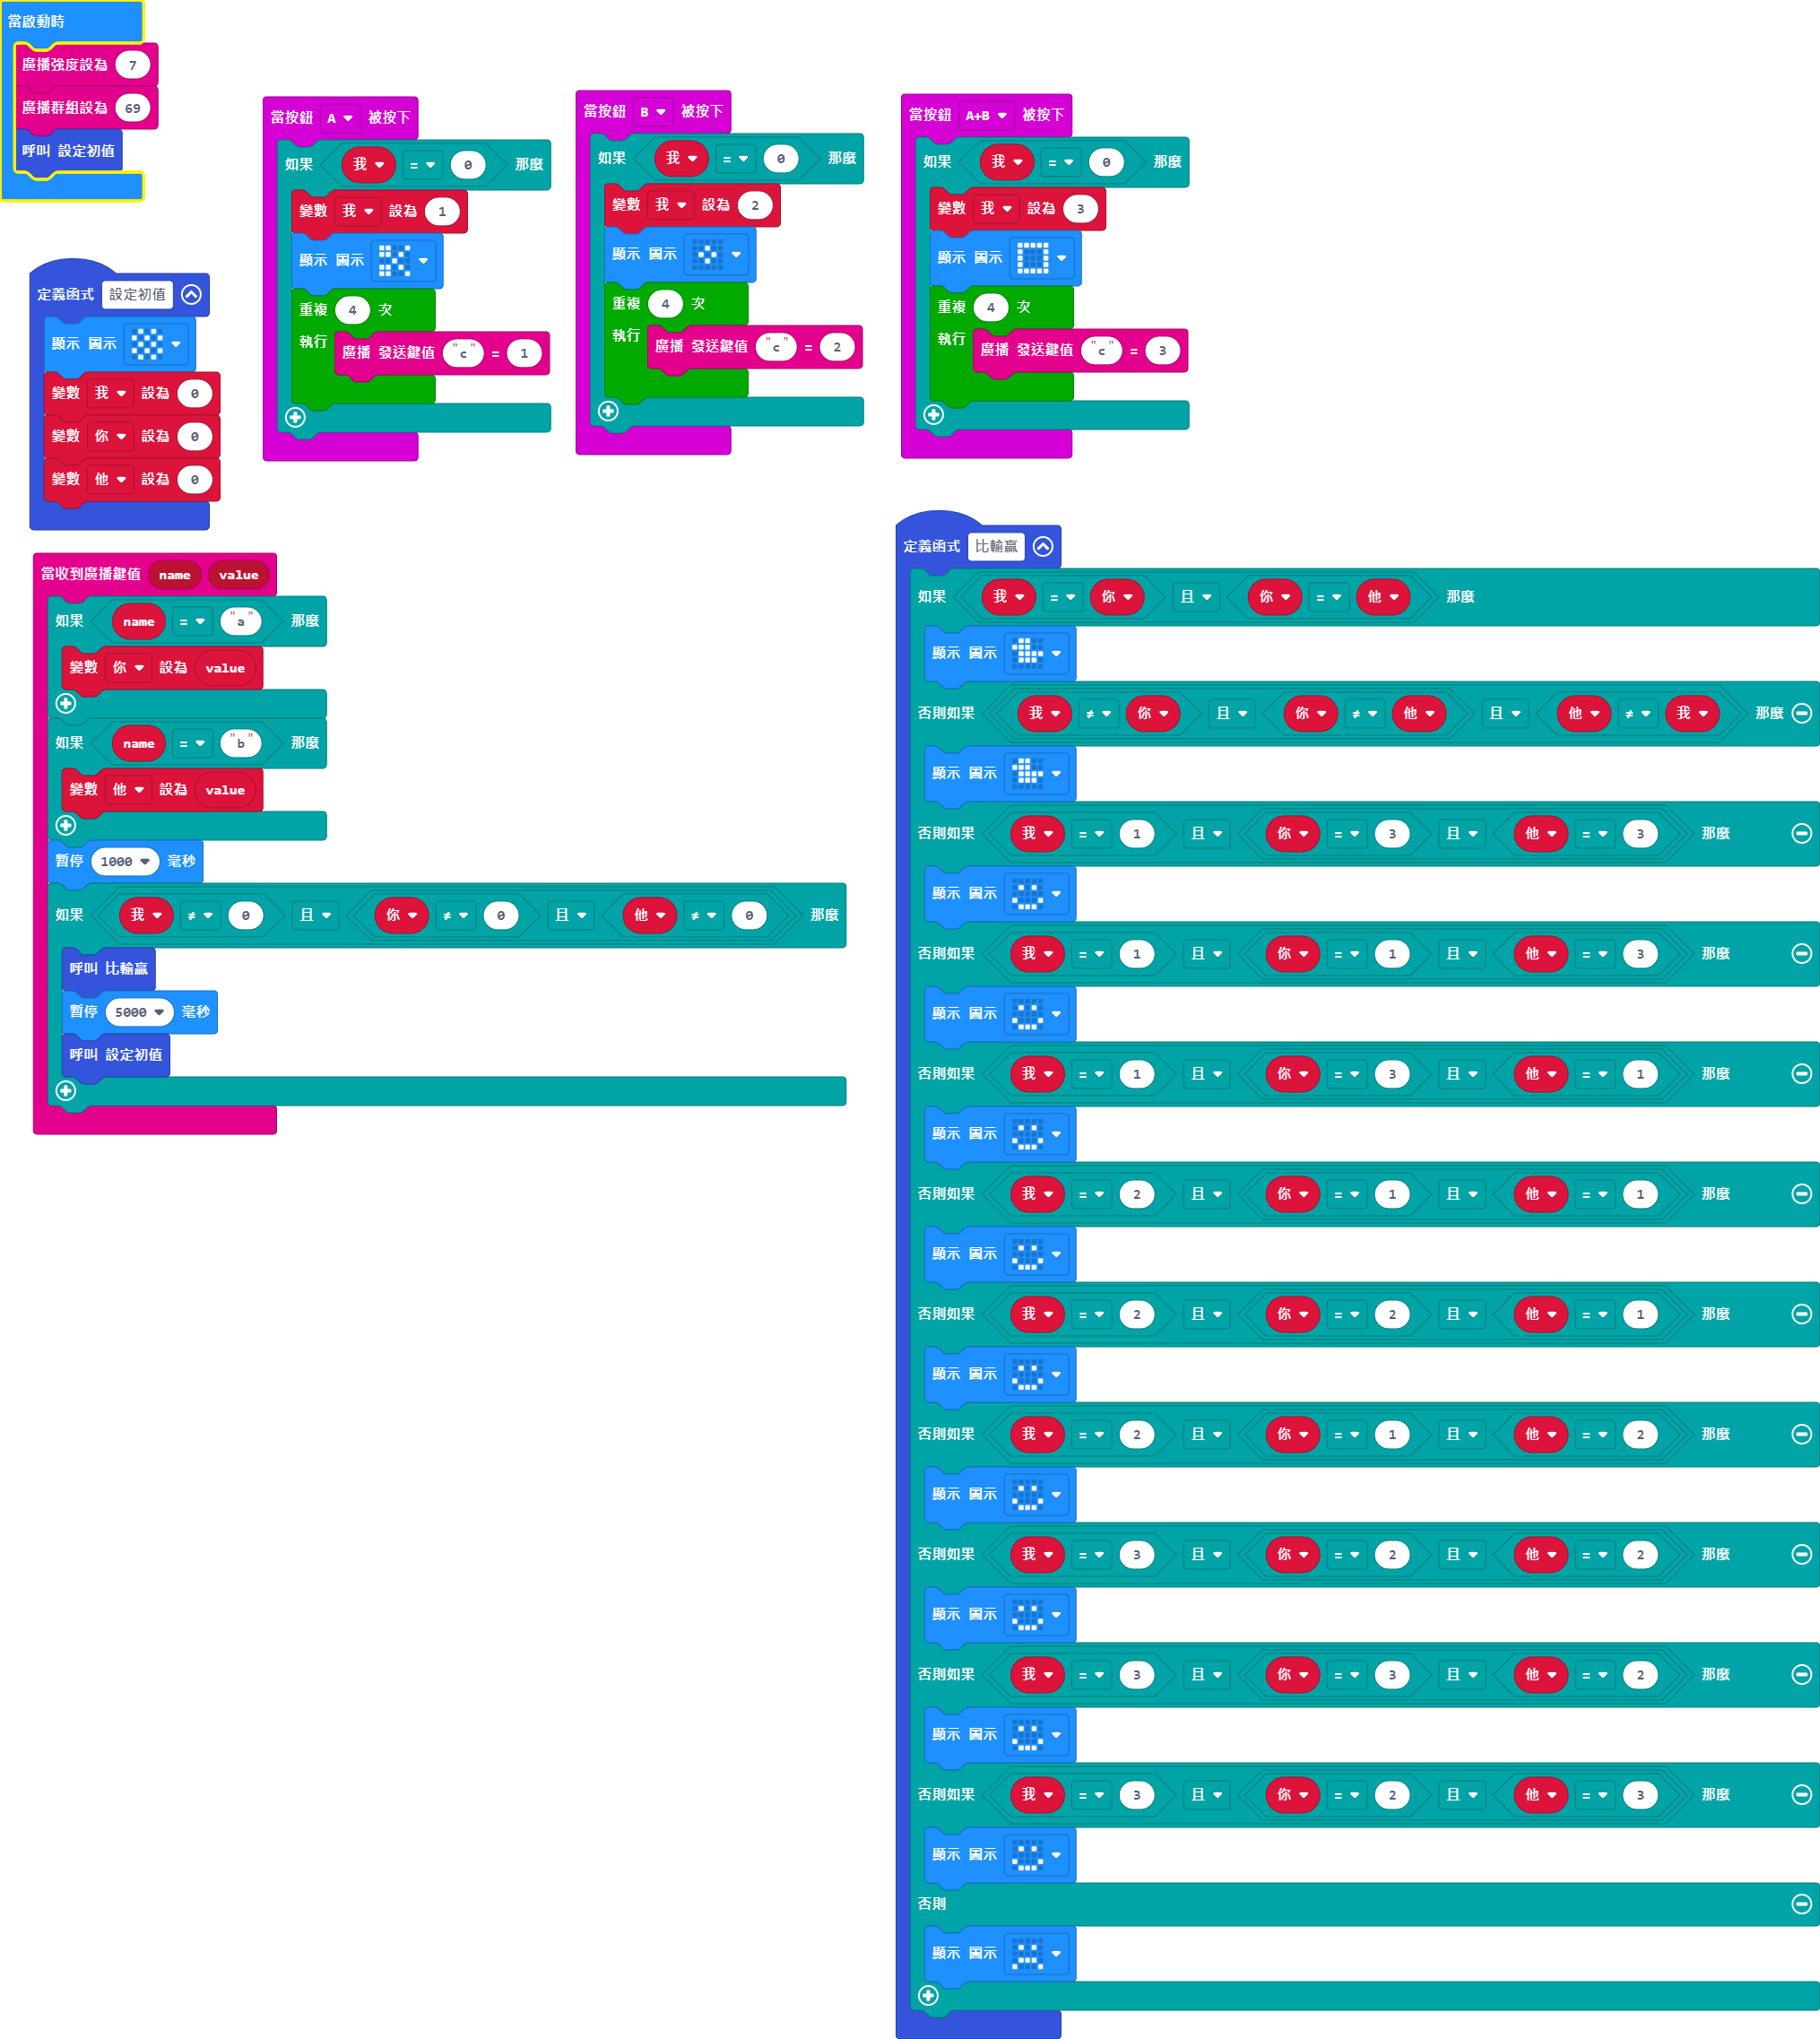 當啟動時
廣播強度設為 7
廣播群組設為 69
呼叫 設定初值
定義函式 設定初值
顯示 圖示
變數 我 設為 0
變數 你 設為 0
變數 他 設為 0
當按鈕 A 被按下
如果 我 = 0 那麼
變數 我 設為 1
顯示 圖示
重複 4 次
執行 廣播 發送鍵值 "c" = 1
當按鈕 B 被按下
如果 我 = 0 那麼
變數 我 設為 2
顯示 圖示
重複 4 次
執行 廣播 發送鍵值 "c" = 2
當按鈕 A+B 被按下
如果 我 = 0 那麼
變數 我 設為 3
顯示 圖示
重複 4 次
執行 廣播 發送鍵值 "c" = 3
當收到廣播鍵值 name value
如果 name = "a" 那麼
變數 你 設為 value
如果 name = "b" 那麼
變數 他 設為 value
暫停 1000 毫秒
如果 我 ≠ 0 且 你 ≠ 0 且 他 ≠ 0 那麼
呼叫 比輸贏
暫停 5000 毫秒
呼叫 設定初值
定義函式 比輸贏
如果 我 = 你 且 你 = 他 那麼
顯示 圖示
否則如果 我 ≠ 你 且 你 ≠ 他 且 他 ≠ 我 那麼
顯示 圖示
否則如果 我 = 1 且 你 = 3 且 他 = 3 那麼
顯示 圖示
否則如果 我 = 1 且 你 = 1 且 他 = 3 那麼
顯示 圖示
否則如果 我 = 1 且 你 = 3 且 他 = 1 那麼
顯示 圖示
否則如果 我 = 2 且 你 = 1 且 他 = 1 那麼
顯示 圖示
否則如果 我 = 2 且 你 = 2 且 他 = 1 那麼
顯示 圖示
否則如果 我 = 2 且 你 = 1 且 他 = 2 那麼
顯示 圖示
否則如果 我 = 3 且 你 = 2 且 他 = 2 那麼
顯示 圖示
否則如果 我 = 3 且 你 = 3 且 他 = 2 那麼
顯示 圖示
否則如果 我 = 3 且 你 = 2 且 他 = 3 那麼
顯示 圖示
否則
顯示 圖示